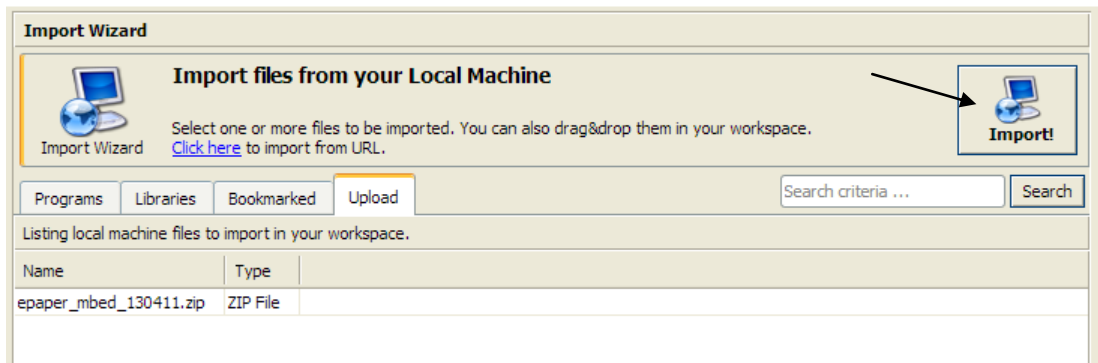 Import Wizard
Import files from your Local Machine
Select one or more files to be imported. You can also drag&drop them in your workspace.
Click here to import from URL.
Import Wizard
Import!
Programs Libraries Bookmarked Upload
Search criteria ... Search
Listing local machine files to import in your workspace.
Name Type
epaper_mbed_130411.zip ZIP File